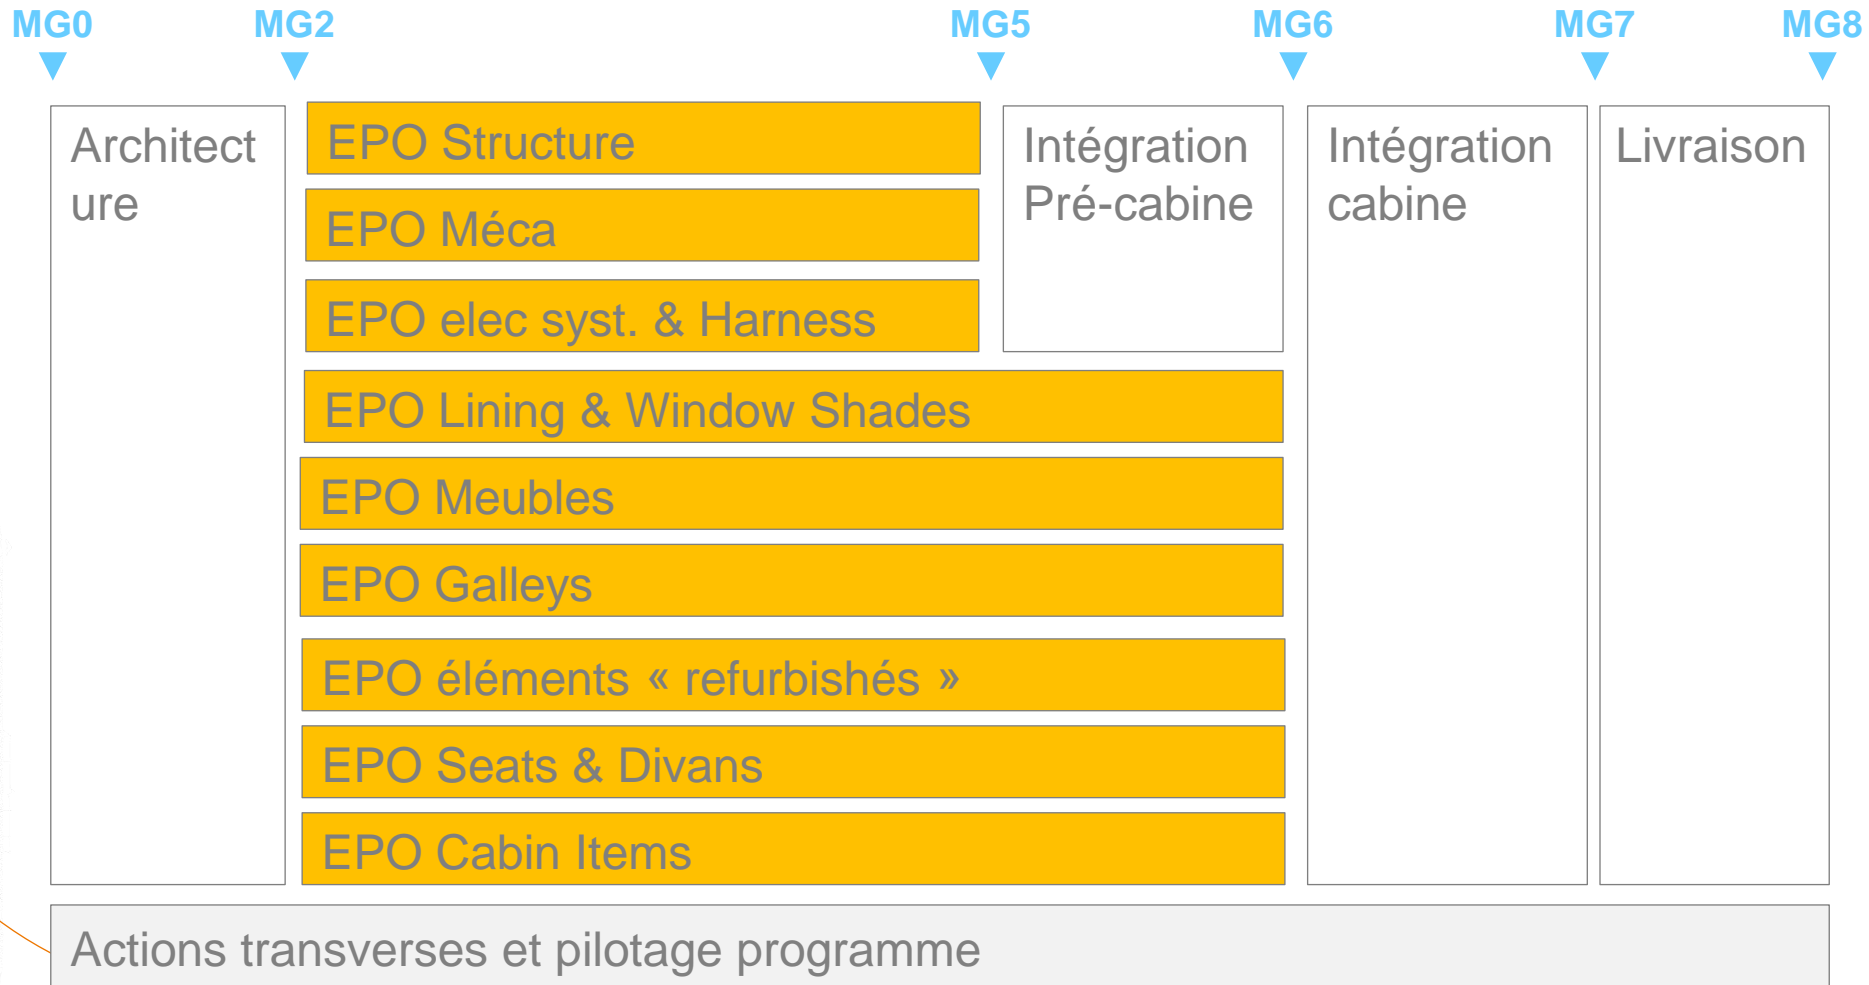 MG0 MG2 MG5 MG6 MG7 MG8
Architect
ure
EPO Structure
EPO Méca
EPO elec syst. & Harness
EPO Lining & Window Shades
EPO Meubles
EPO Galleys
EPO éléments « refurbishés »
EPO Seats & Divans
EPO Cabin Items
Intégration
Pré-cabine
Intégration
cabine
Livraison
Actions transverses et pilotage programme